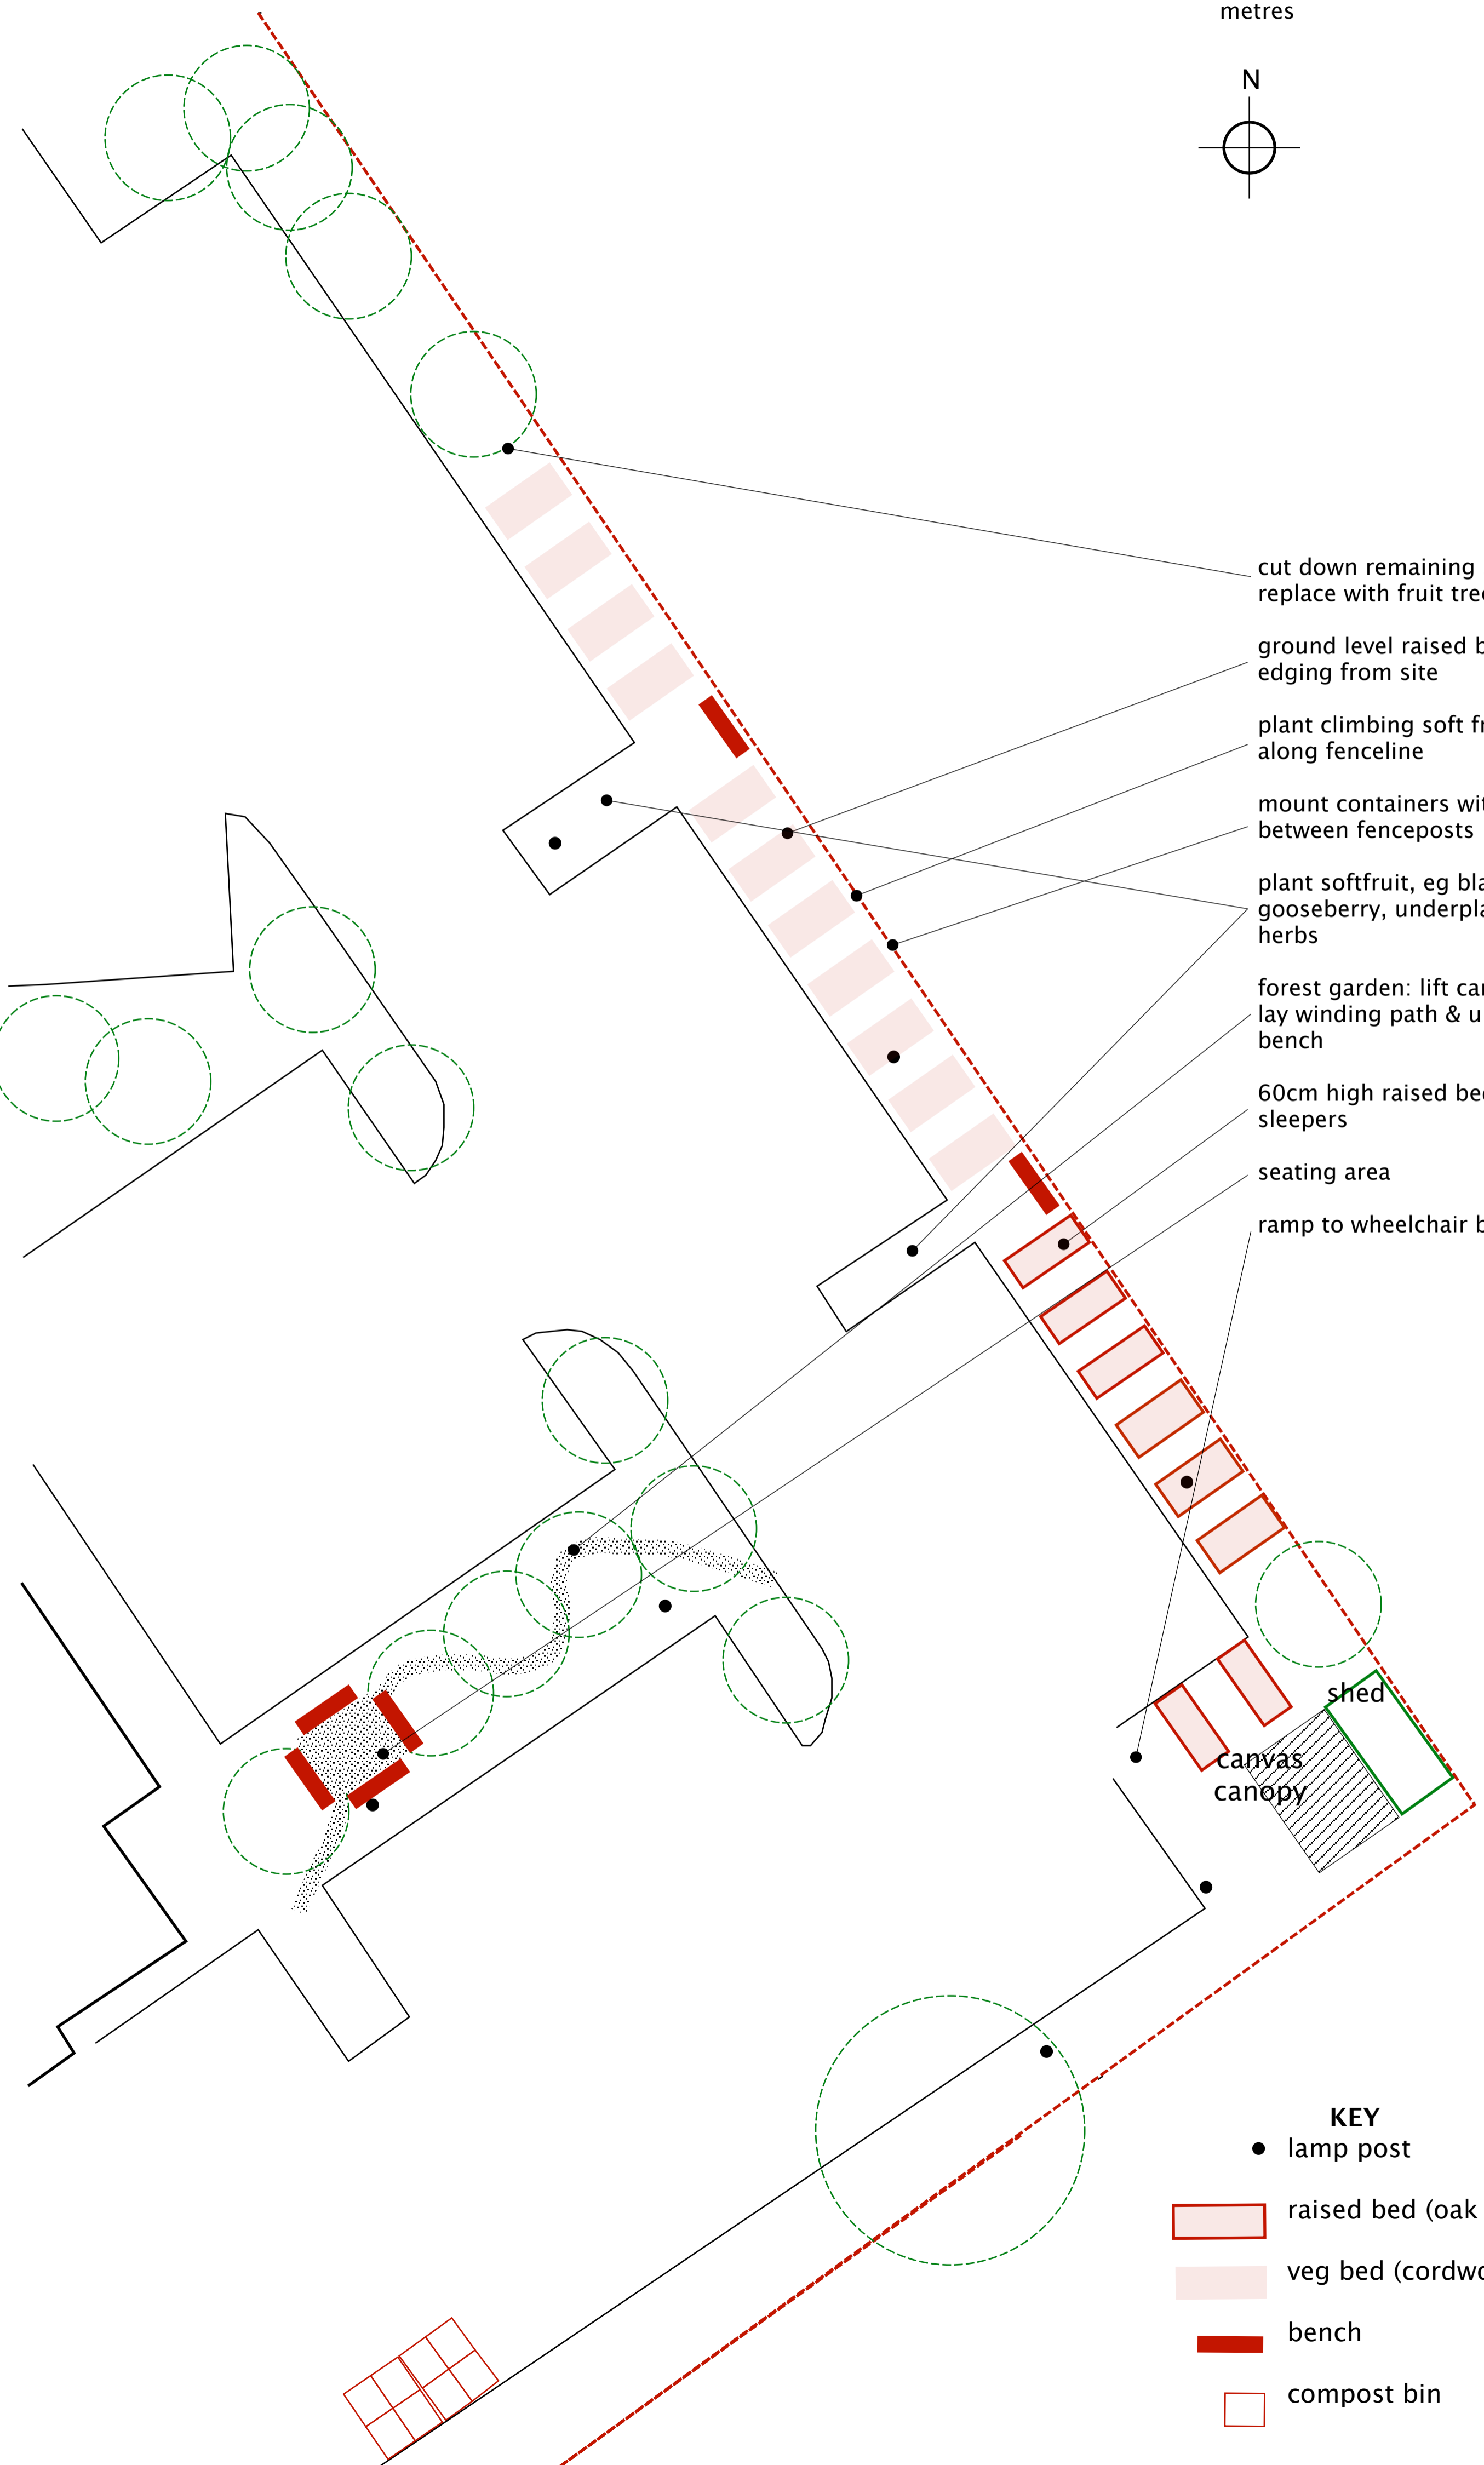 metres
N
cut down remaining
replace with fruit tree
ground level raised b
edging from site
plant climbing soft fr
along fenceline
mount containers wit
between fenceposts
plant softfruit, eg bla
gooseberry, underpla
herbs
forest garden: lift can
lay winding path & u
bench
60cm high raised bed
sleepers
seating area
ramp to wheelchair b
shed
canvas
canopy
KEY
lamp post
raised bed (oak
veg bed (cordwo
bench
compost bin